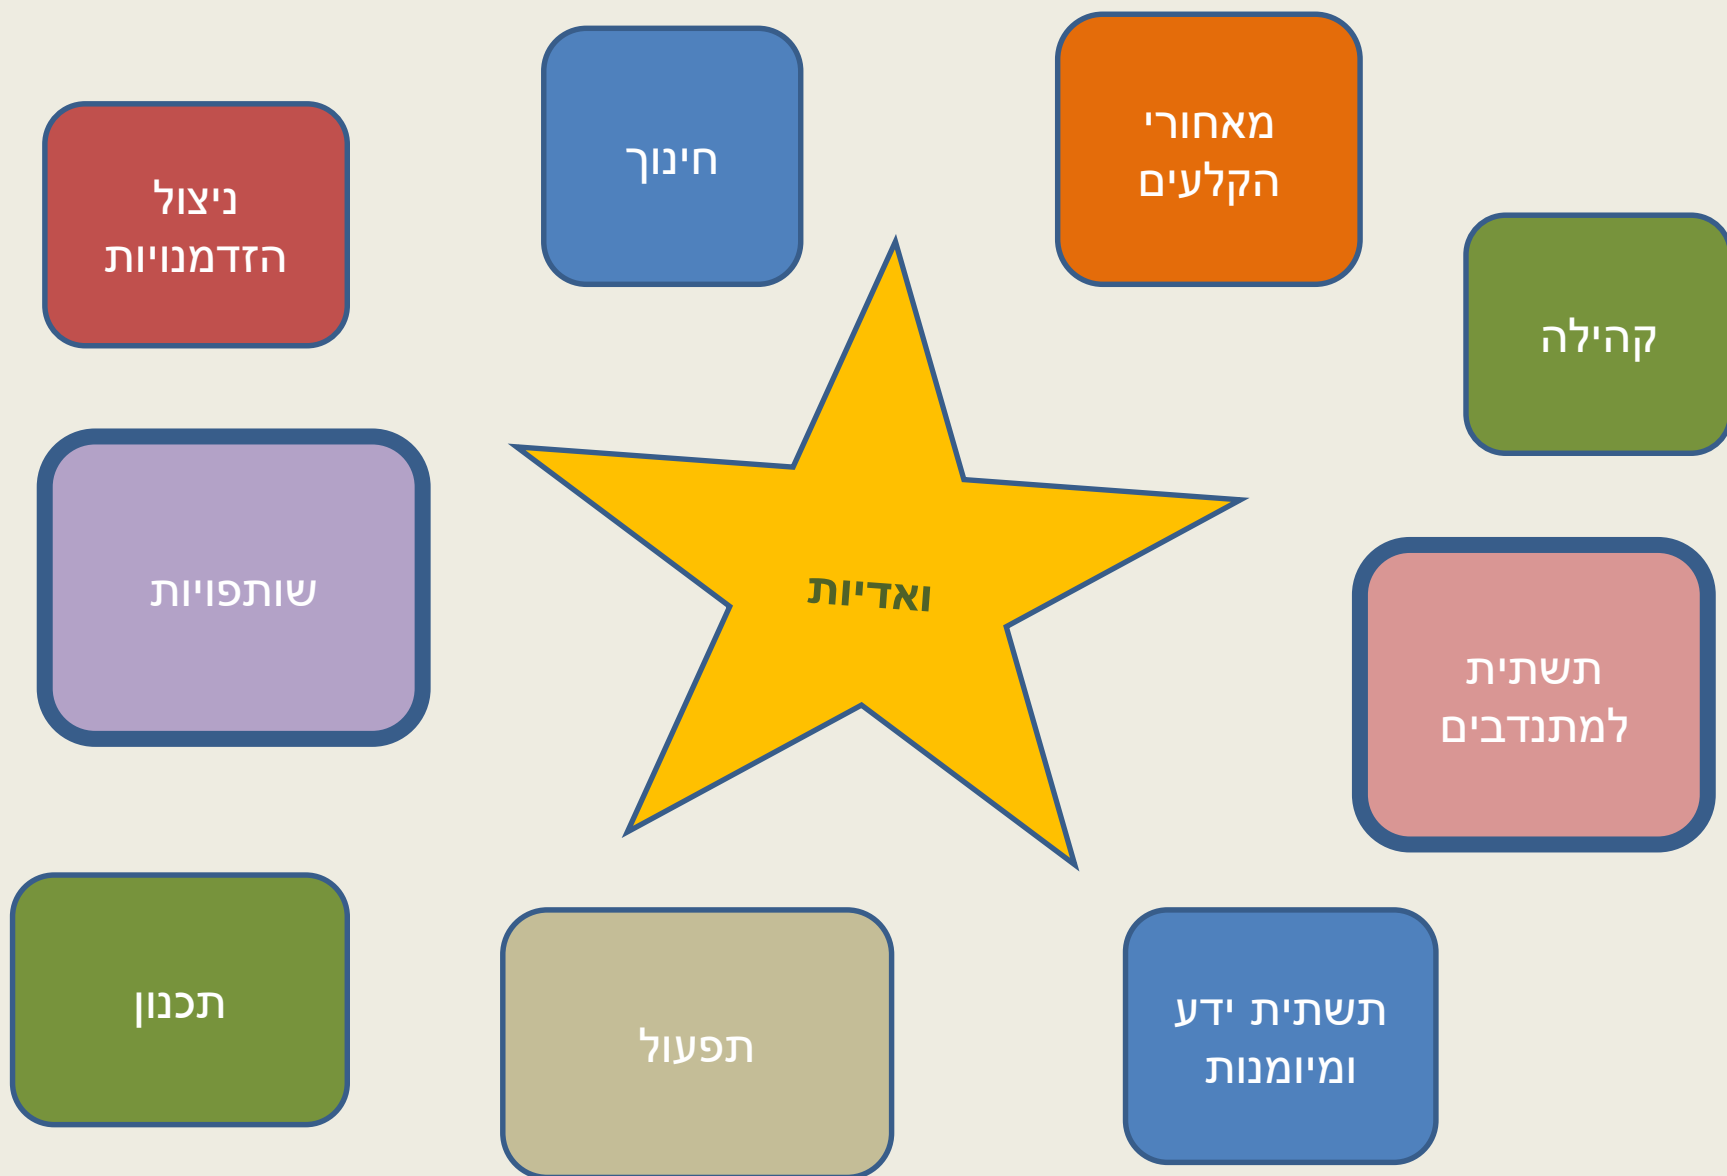 מאחורי
הקלעים
חינוך
ניצול
הזדמנויות
קהילה
שותפויות
ואדיות
תשתית
למתנדבים
תכנון
תפעול
תשתית ידע
ומיומנות